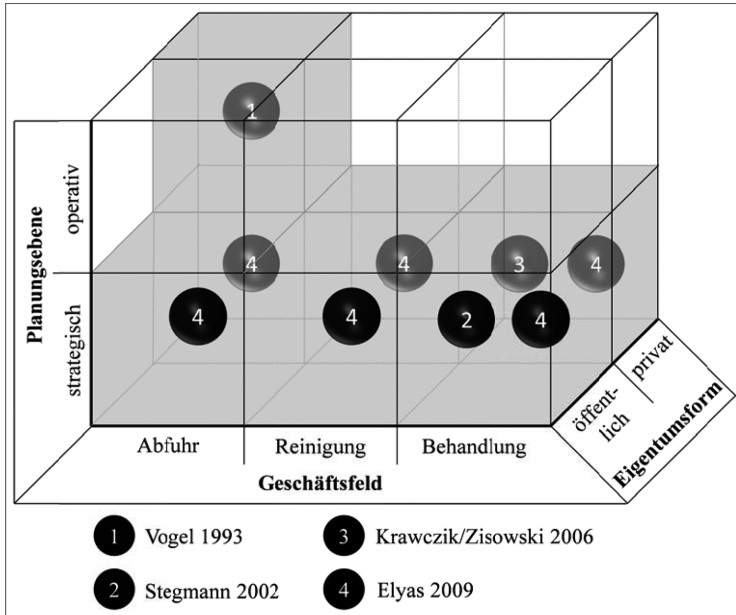 1
4
4
3
4
4
4
2
4
Planungsebene
operativ
strategisch
Abfuhr
Reinigung
Behandlung
Geschäftsfeld
öffent-
lich
privat
Eigentumsform
1 Vogel 1993
3 Krawczik/Zisowski 2006
2 Stegmann 2002
4 Elyas 2009